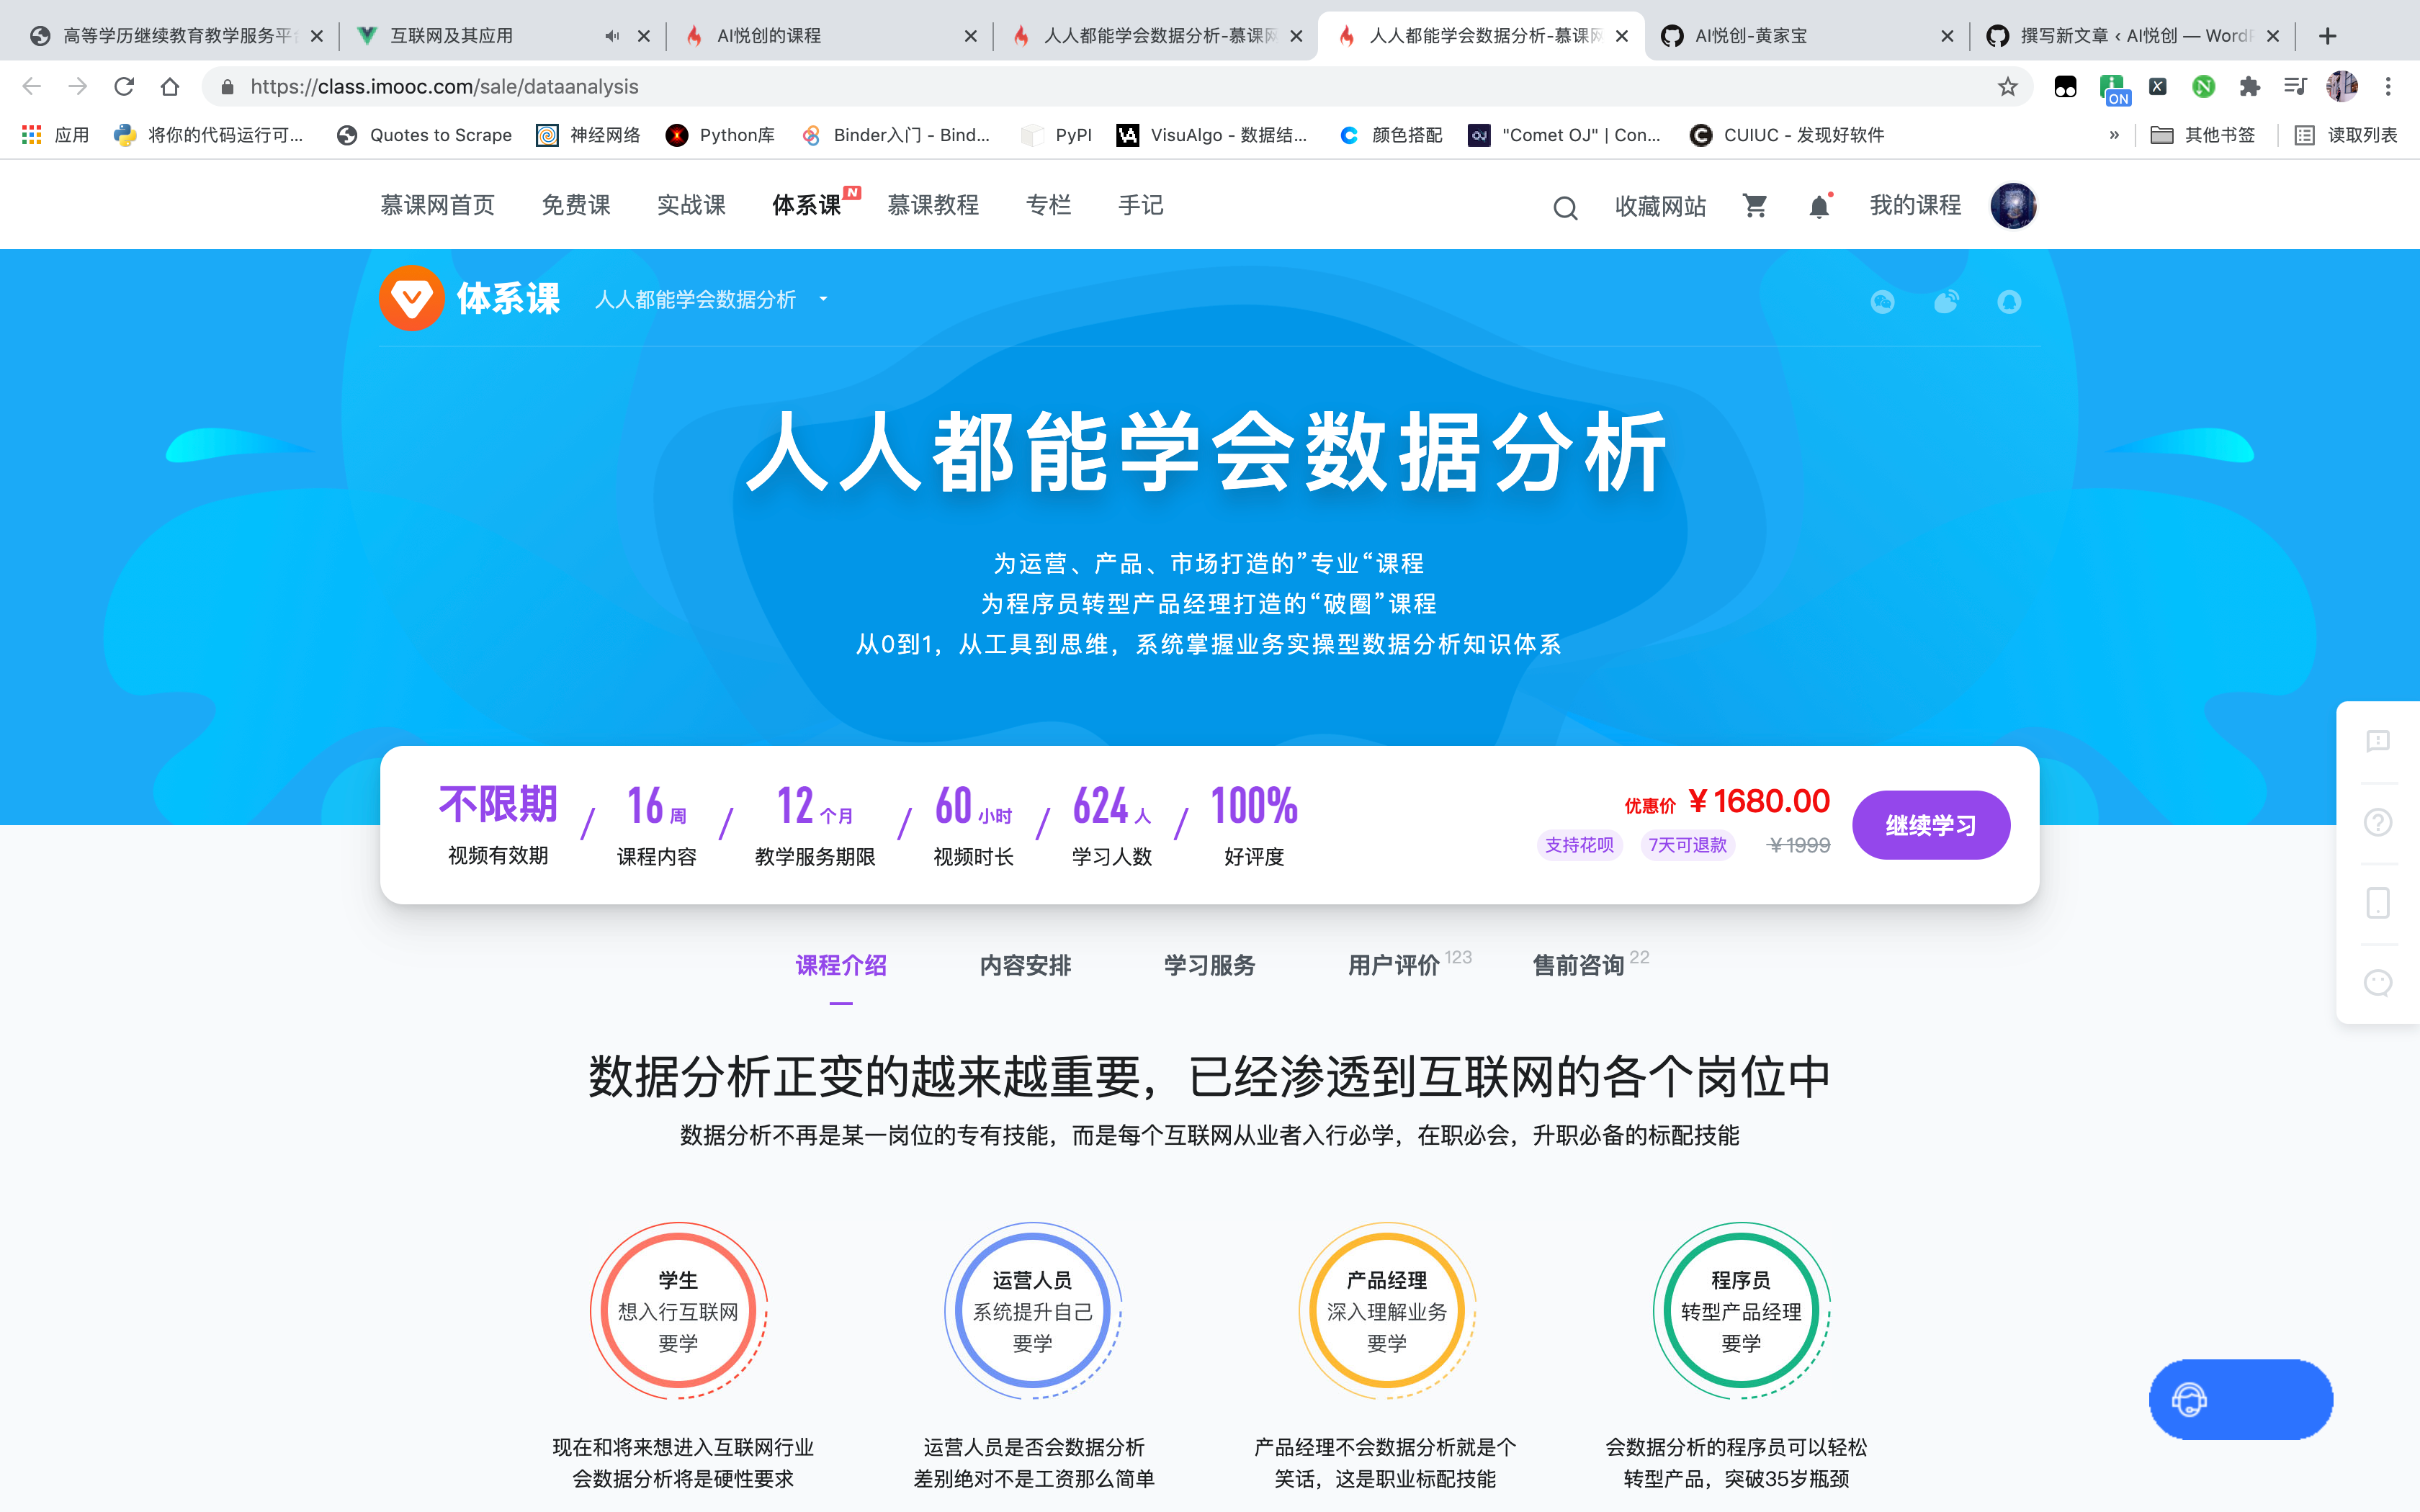 高等学历继续教育教学服务平台
互联网及其应用
AI悦创的课程
人人都能学会数据分析-慕课网
人人都能学会数据分析-慕课网
AI悦创-黄家宝
撰写新文章 ‹ AI悦创 — WordP
https://class.imooc.com/sale/dataanalysis
ON
应用
将你的代码运行可...
Quotes to Scrape
神经网络
Python库
Binder入门 - Bind...
PyPI
VisuAlgo - 数据结...
颜色搭配
"Comet OJ" | Con...
CUIUC - 发现好软件
»
其他书签
读取列表
慕课网首页
免费课
实战课
体系课
N
慕课教程
专栏
手记
收藏网站
我的课程
体系课
人人都能学会数据分析
人人都能学会数据分析
为运营、产品、市场打造的”专业“课程
为程序员转型产品经理打造的“破圈”课程
从0到1，从工具到思维，系统掌握业务实操型数据分析知识体系
不限期 / 16 周 / 12 个月 / 60 小时 / 624 人 / 100%
视频有效期 课程内容 教学服务期限 视频时长 学习人数 好评度
优惠价 ￥1680.00
支持花呗 7天可退款 ￥1999
继续学习
课程介绍 内容安排 学习服务 用户评价 123 售前咨询 22
数据分析正变的越来越重要，已经渗透到互联网的各个岗位中
数据分析不再是某一岗位的专有技能，而是每个互联网从业者入行必学，在职必会，升职必备的标配技能
学生
想入行互联网
要学
现在和将来想进入互联网行业
会数据分析将是硬性要求
运营人员
系统提升自己
要学
运营人员是否会数据分析
差别绝对不是工资那么简单
产品经理
深入理解业务
要学
产品经理不会数据分析就是个
笑话，这是职业标配技能
程序员
转型产品经理
要学
会数据分析的程序员可以轻松
转型产品，突破35岁瓶颈